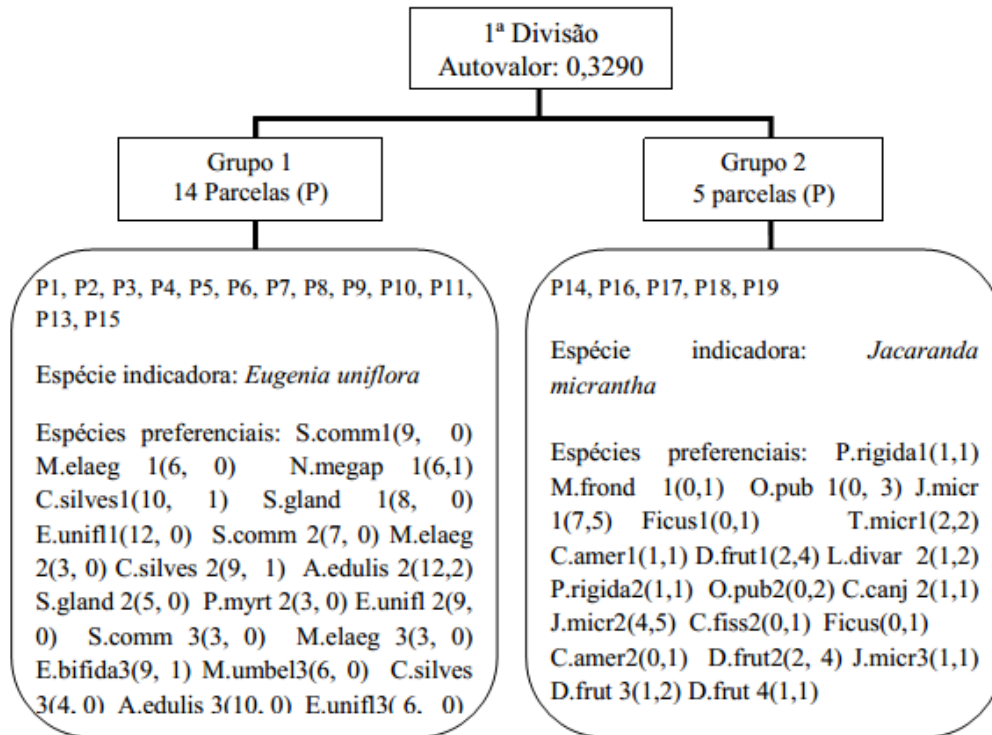 1ª Divisão
Autovalor: 0,3290
Grupo 1
14 Parcelas (P)
Grupo 2
5 parcelas (P)
P1, P2, P3, P4, P5, P6, P7, P8, P9, P10, P11,
P13, P15
Espécie indicadora: Eugenia uniflora
Espécies preferenciais: S.comm1(9, 0)
M.elaeg 1(6, 0) N.megap 1(6,1)
C.silves1(10, 1) S.gland 1(8, 0)
E.unifl1(12, 0) S.comm 2(7, 0) M.elaeg
2(3, 0) C.silves 2(9, 1) A.edulis 2(12,2)
S.gland 2(5, 0) P.myrt 2(3, 0) E.unifl 2(9,
0) S.comm 3(3, 0) M.elaeg 3(3, 0)
E.bifida3(9, 1) M.umbel3(6, 0) C.silves
3(4, 0) A.edulis 3(10, 0) E.unifl3( 6, 0)
P14, P16, P17, P18, P19
Espécie indicadora: Jacaranda
micrantha
Espécies preferenciais: P.rigida1(1,1)
M.frond 1(0,1) O.pub 1(0, 3) J.micr
1(7,5) Ficus1(0,1) T.micr1(2,2)
C.amer1(1,1) D.frut1(2,4) L.divar 2(1,2)
P.rigida2(1,1) O.pub2(0,2) C.canj 2(1,1)
J.micr2(4,5) C.fiss2(0,1) Ficus(0,1)
C.amer2(0,1) D.frut2(2, 4) J.micr3(1,1)
D.frut 3(1,2) D.frut 4(1,1)